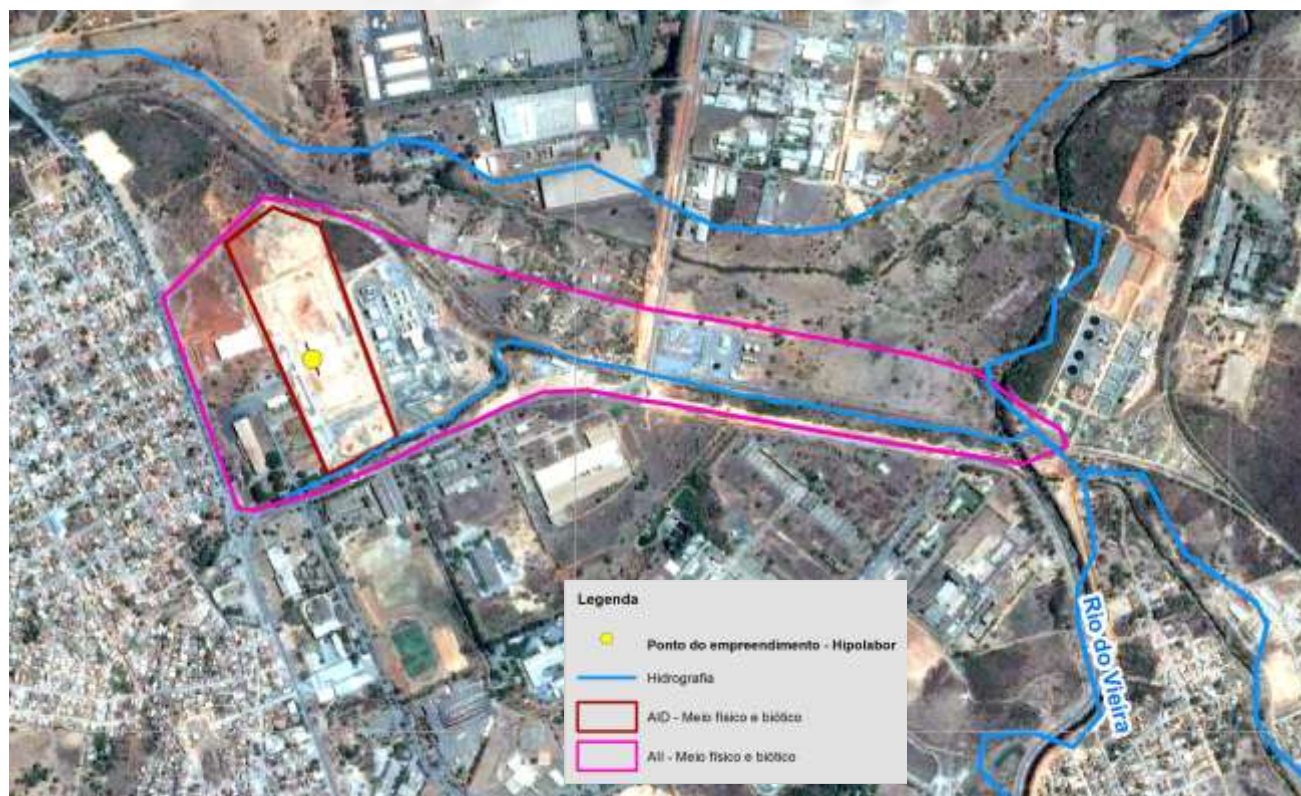 Rio do Vieira
Legenda
Ponto do empreendimento - Hipolabor
Hidrografia
AID - Meio físico e biótico
AII - Meio físico e biótico